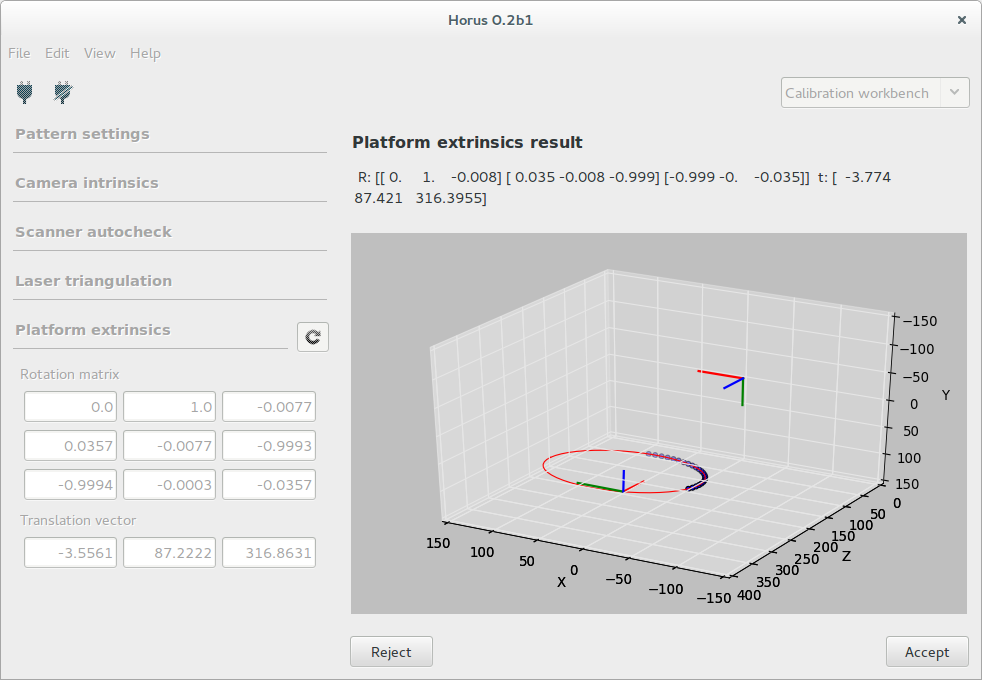 Horus 0.2b1
File Edit View Help
Calibration workbench
Pattern settings
Camera intrinsics
Scanner autocheck
Laser triangulation
Platform extrinsics
Rotation matrix
0.0 1.0 -0.0077
0.0357 -0.0077 -0.9993
-0.9994 -0.0003 -0.0357
Translation vector
-3.5561 87.2222 316.8631
Platform extrinsics result
R: [[ 0. 1. -0.008] [ 0.035 -0.008 -0.999] [-0.999 -0. -0.035]] t: [ -3.774
87.421 316.3955]
−150
−100
−50
0
50
100
150
Y
150
100
50
0
−50
−100
−150
X
0
50
100
150
200
250
300
350
400
Z
Reject
Accept